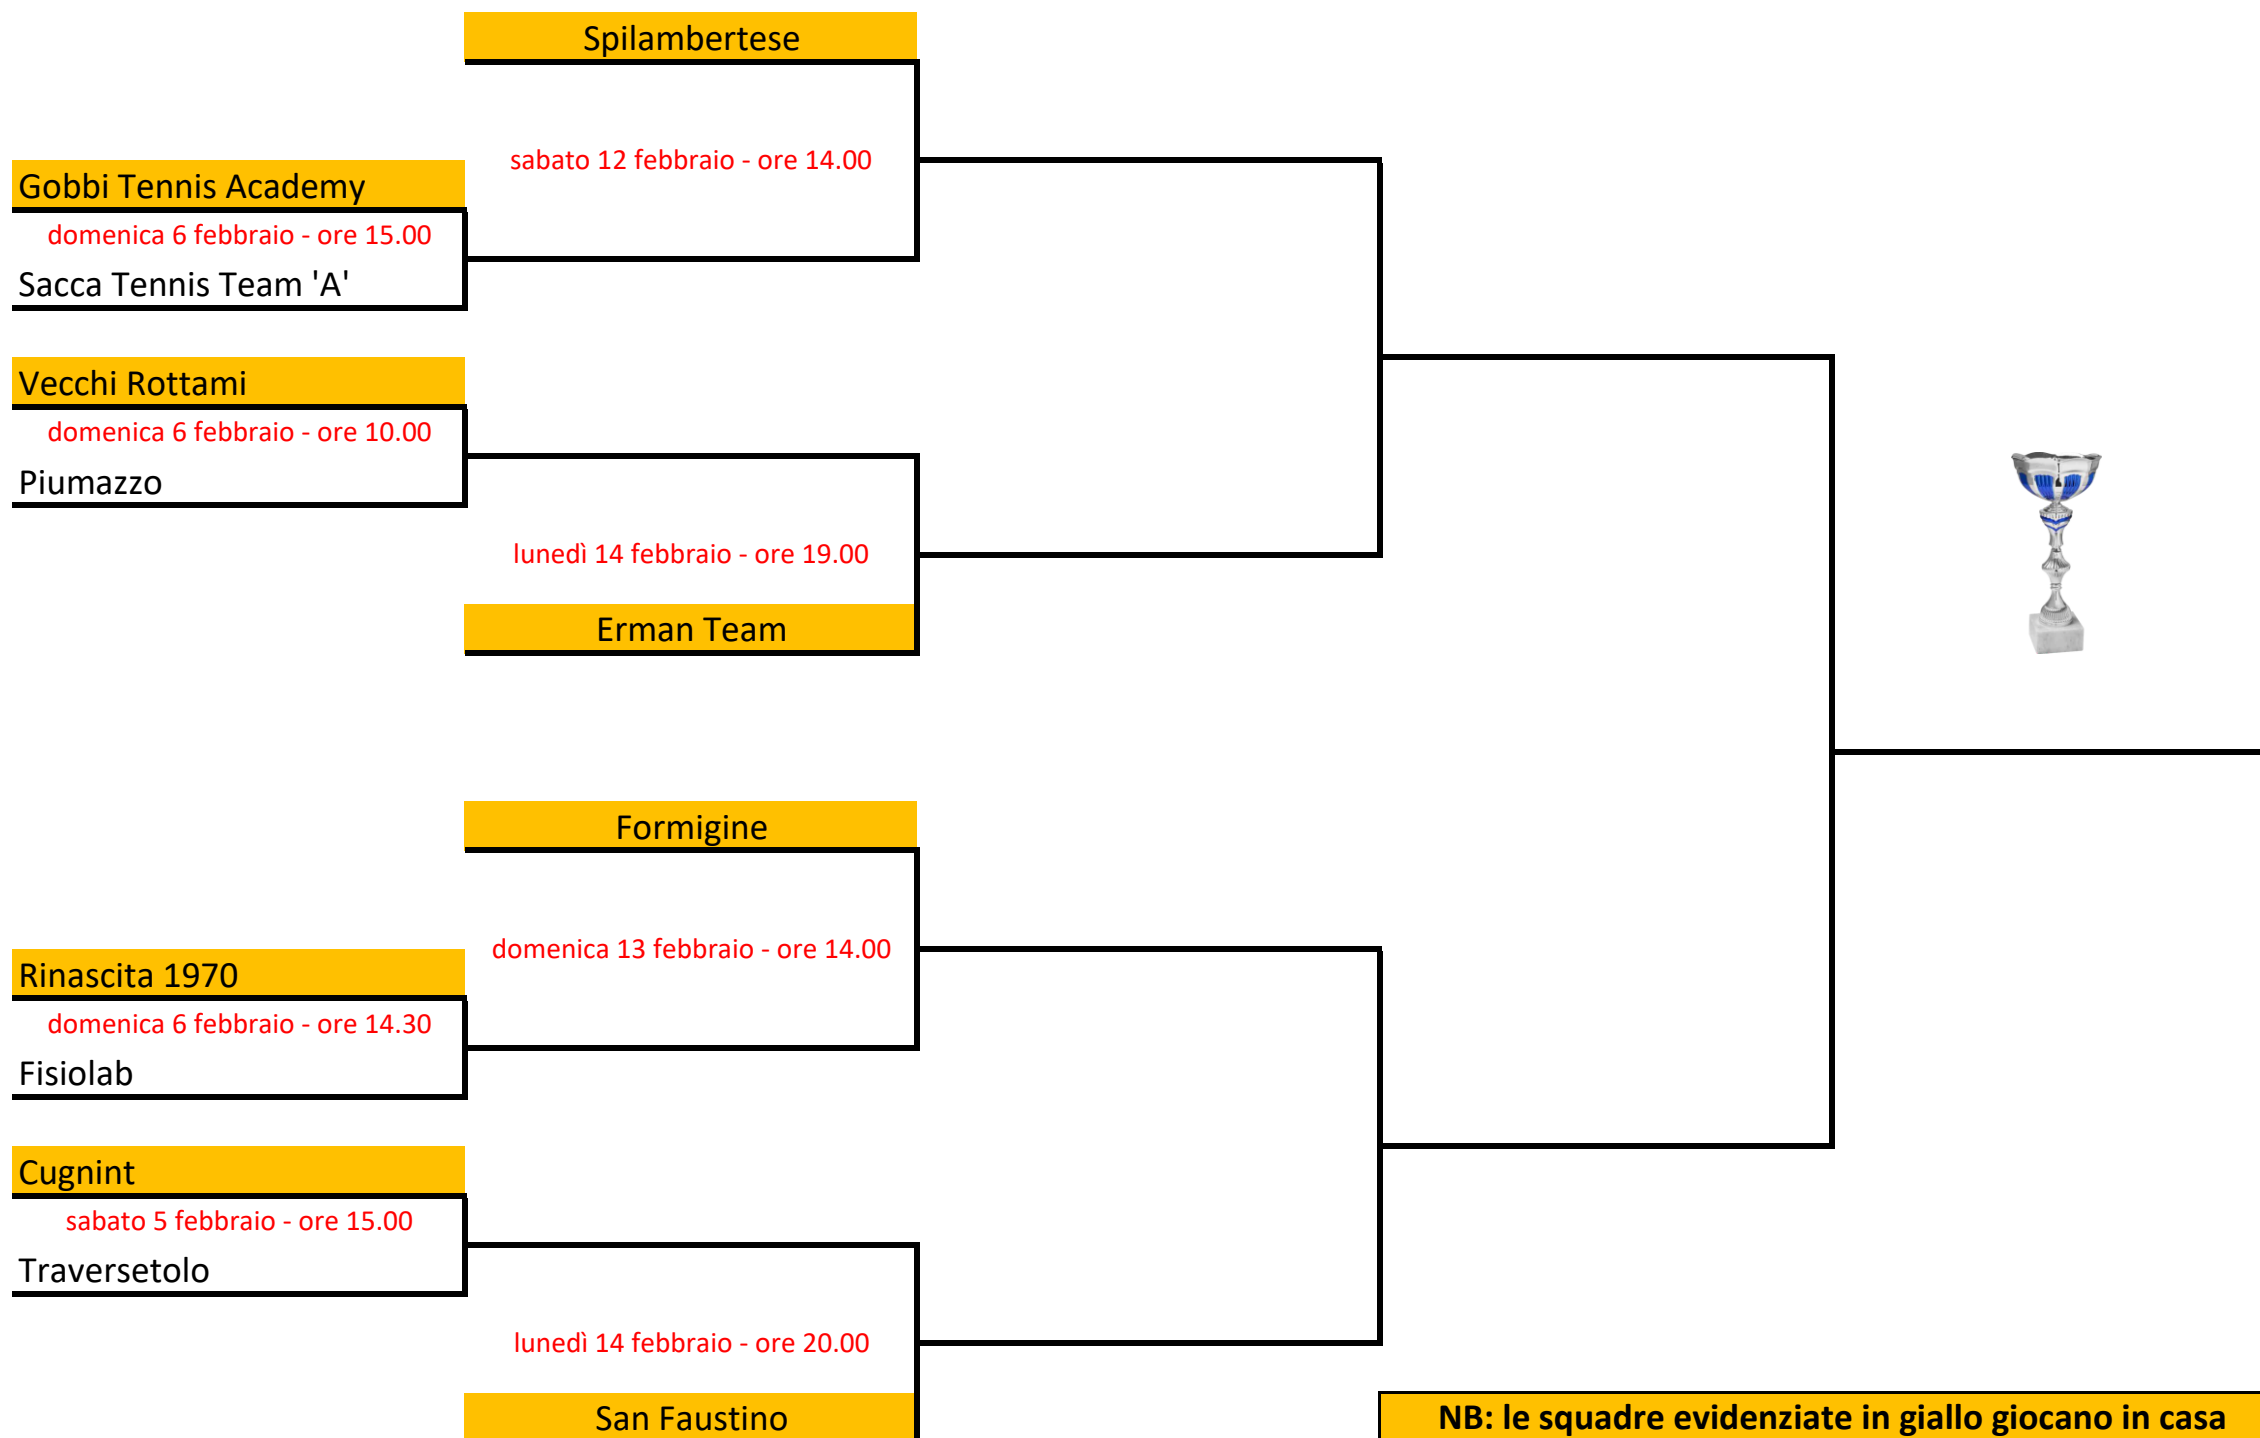 Spilambertese
sabato 12 febbraio - ore 14.00
Gobbi Tennis Academy
domenica 6 febbraio - ore 15.00
Sacca Tennis Team 'A'
Vecchi Rottami
domenica 6 febbraio - ore 10.00
Piumazzo
lunedì 14 febbraio - ore 19.00
Erman Team
Formigine
domenica 13 febbraio - ore 14.00
Rinascita 1970
domenica 6 febbraio - ore 14.30
Fisiolab
Cugnint
sabato 5 febbraio - ore 15.00
Traversetolo
lunedì 14 febbraio - ore 20.00
San Faustino
NB: le squadre evidenziate in giallo giocano in casa